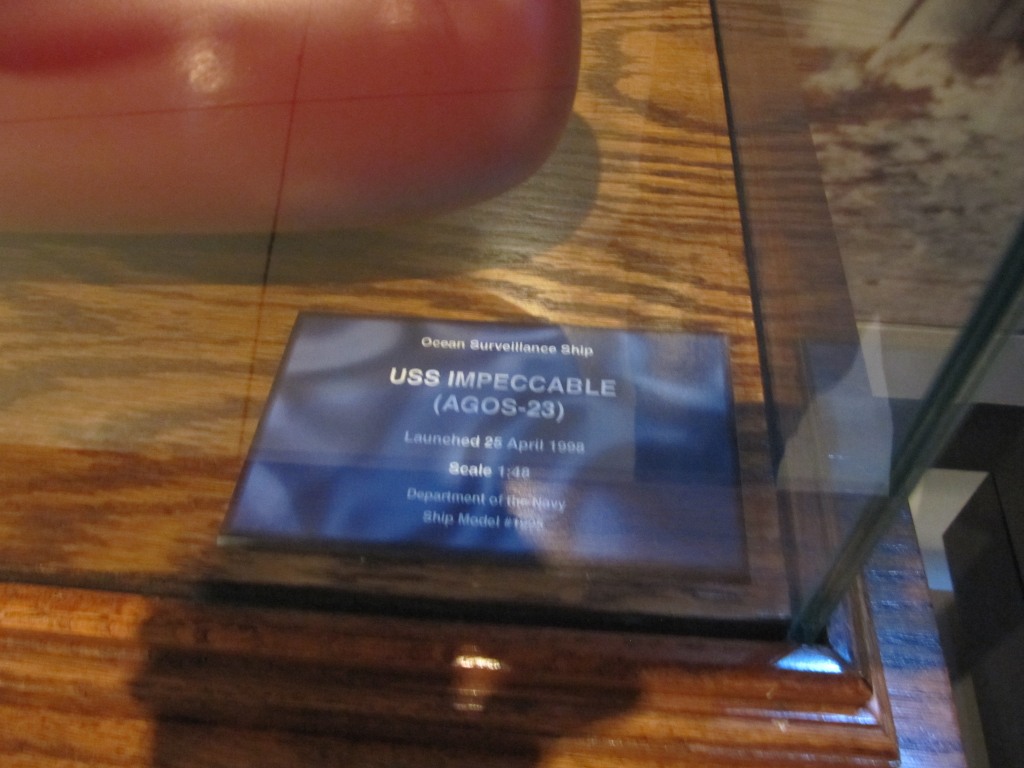 Ocean Surveillance Ship
USS IMPECCABLE
(AGOS-23)
Launched 25 April 1998
Scale 1:48
Department of the Navy
Ship Model